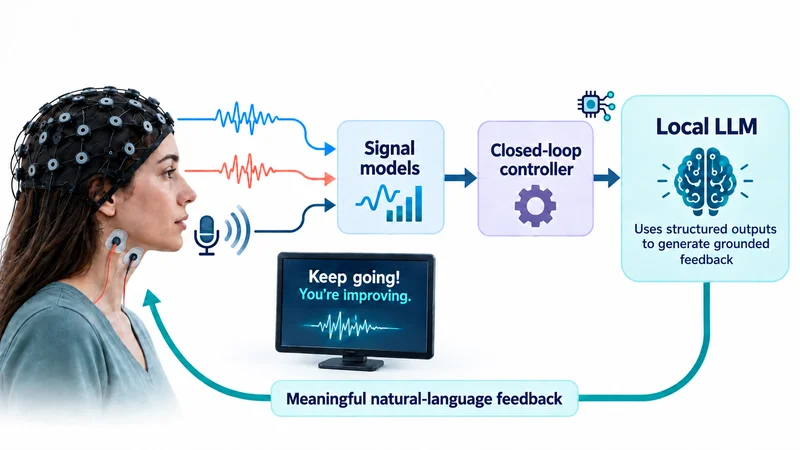 Signal
models
Closed-loop
controller
Local LLM
Uses structured outputs
to generate grounded
feedback
Keep going!
You're improving.
Meaningful natural-language feedback